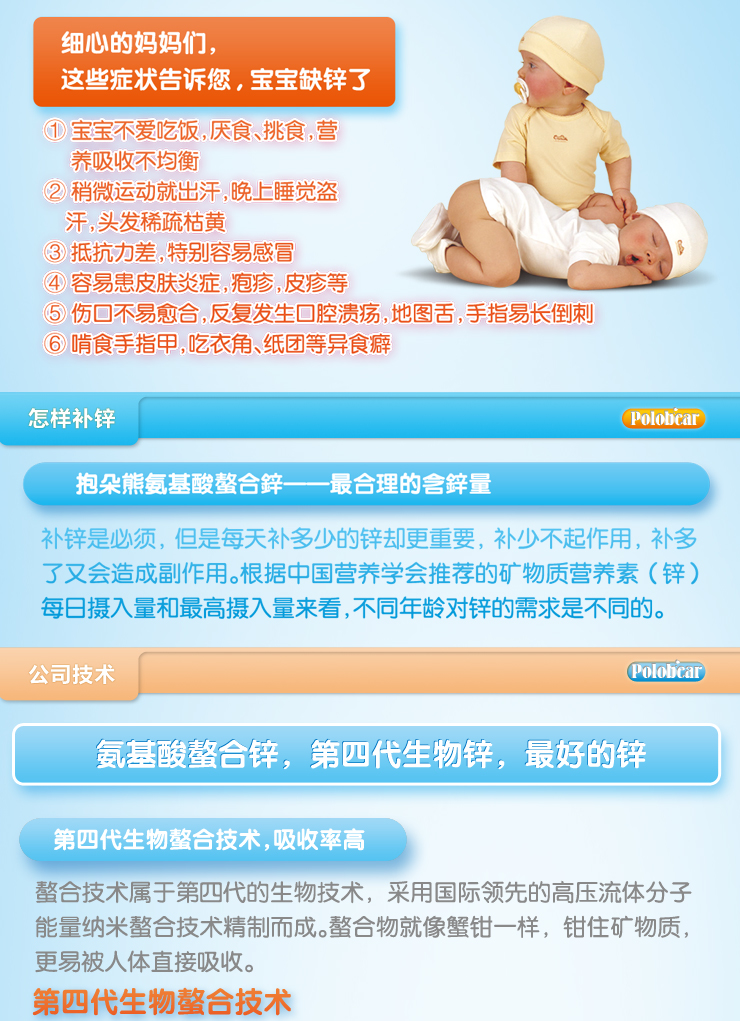 细心的妈妈们，
这些症状告诉您，宝宝缺锌了
① 宝宝不爱吃饭,厌食、挑食,营
养吸收不均衡
② 稍微运动就出汗,晚上睡觉盗
汗,头发稀疏枯黄
③ 抵抗力差,特别容易感冒
④ 容易患皮肤炎症,疱疹,皮疹等
⑤ 伤口不易愈合,反复发生口腔溃疡,地图舌,手指易长倒刺
⑥ 啃食手指甲,吃衣角、纸团等异食癖
怎样补锌
Polobear
抱朵熊氨基酸螯合鋅——最合理的含鋅量
补锌是必须，但是每天补多少的锌却更重要，补少不起作用，补多
了又会造成副作用。根据中国营养学会推荐的矿物质营养素（锌）
每日摄入量和最高摄入量来看,不同年龄对锌的需求是不同的。
公司技术
Polobear
氨基酸螯合锌，第四代生物锌，最好的锌
第四代生物螯合技术,吸收率高
螯合技术属于第四代的生物技术，采用国际领先的高压流体分子
能量纳米螯合技术精制而成。螯合物就像蟹钳一样，钳住矿物质，
更易被人体直接吸收。
第四代生物螯合技术